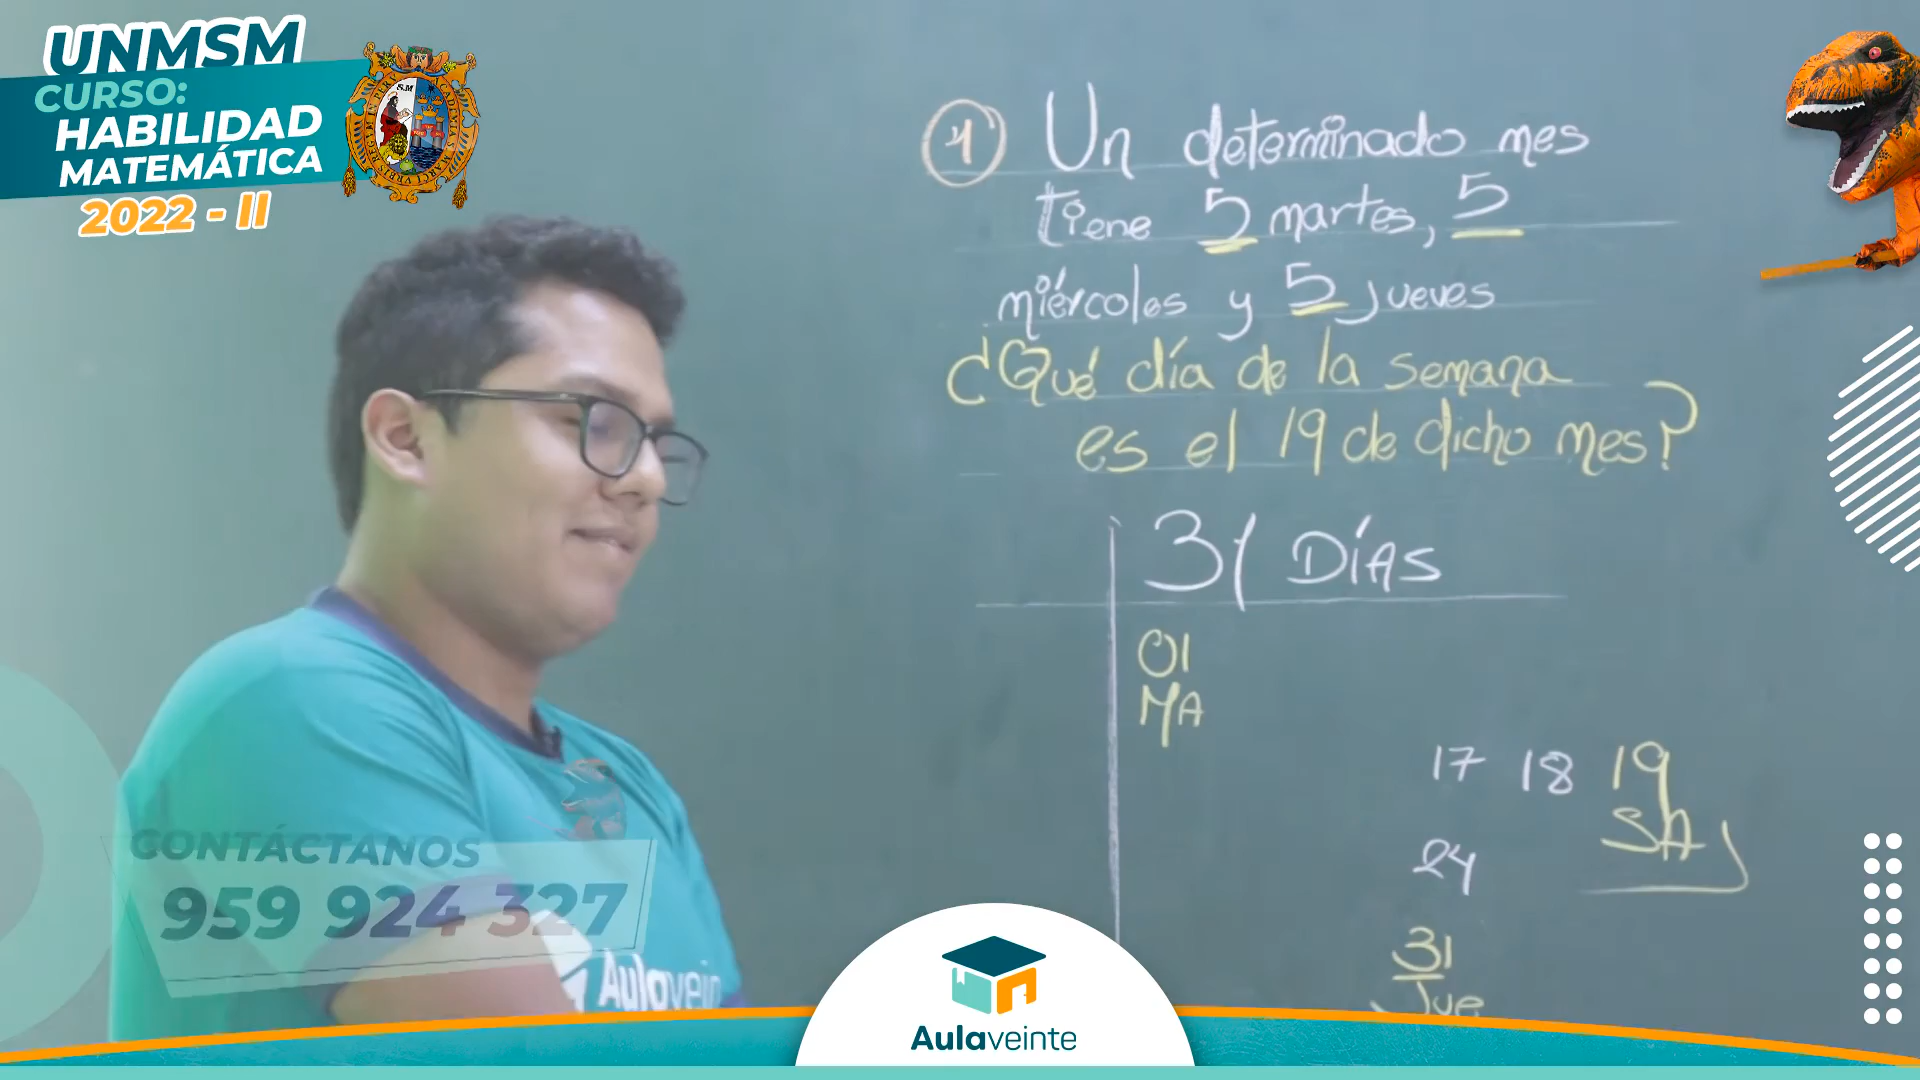 UNMSM
CURSO:
HABILIDAD
MATEMÁTICA
2022 - II
S.M
1 Un determinado mes
tiene 5 martes, 5
miércoles y 5 jueves
¿Qué día de la semana
es el 19 de dicho mes?
31 DÍAS
01
MA
17 18 19
SA
24
31
Jue
CONTÁCTANOS
959 924 327
Aulavein
Aulaveinte